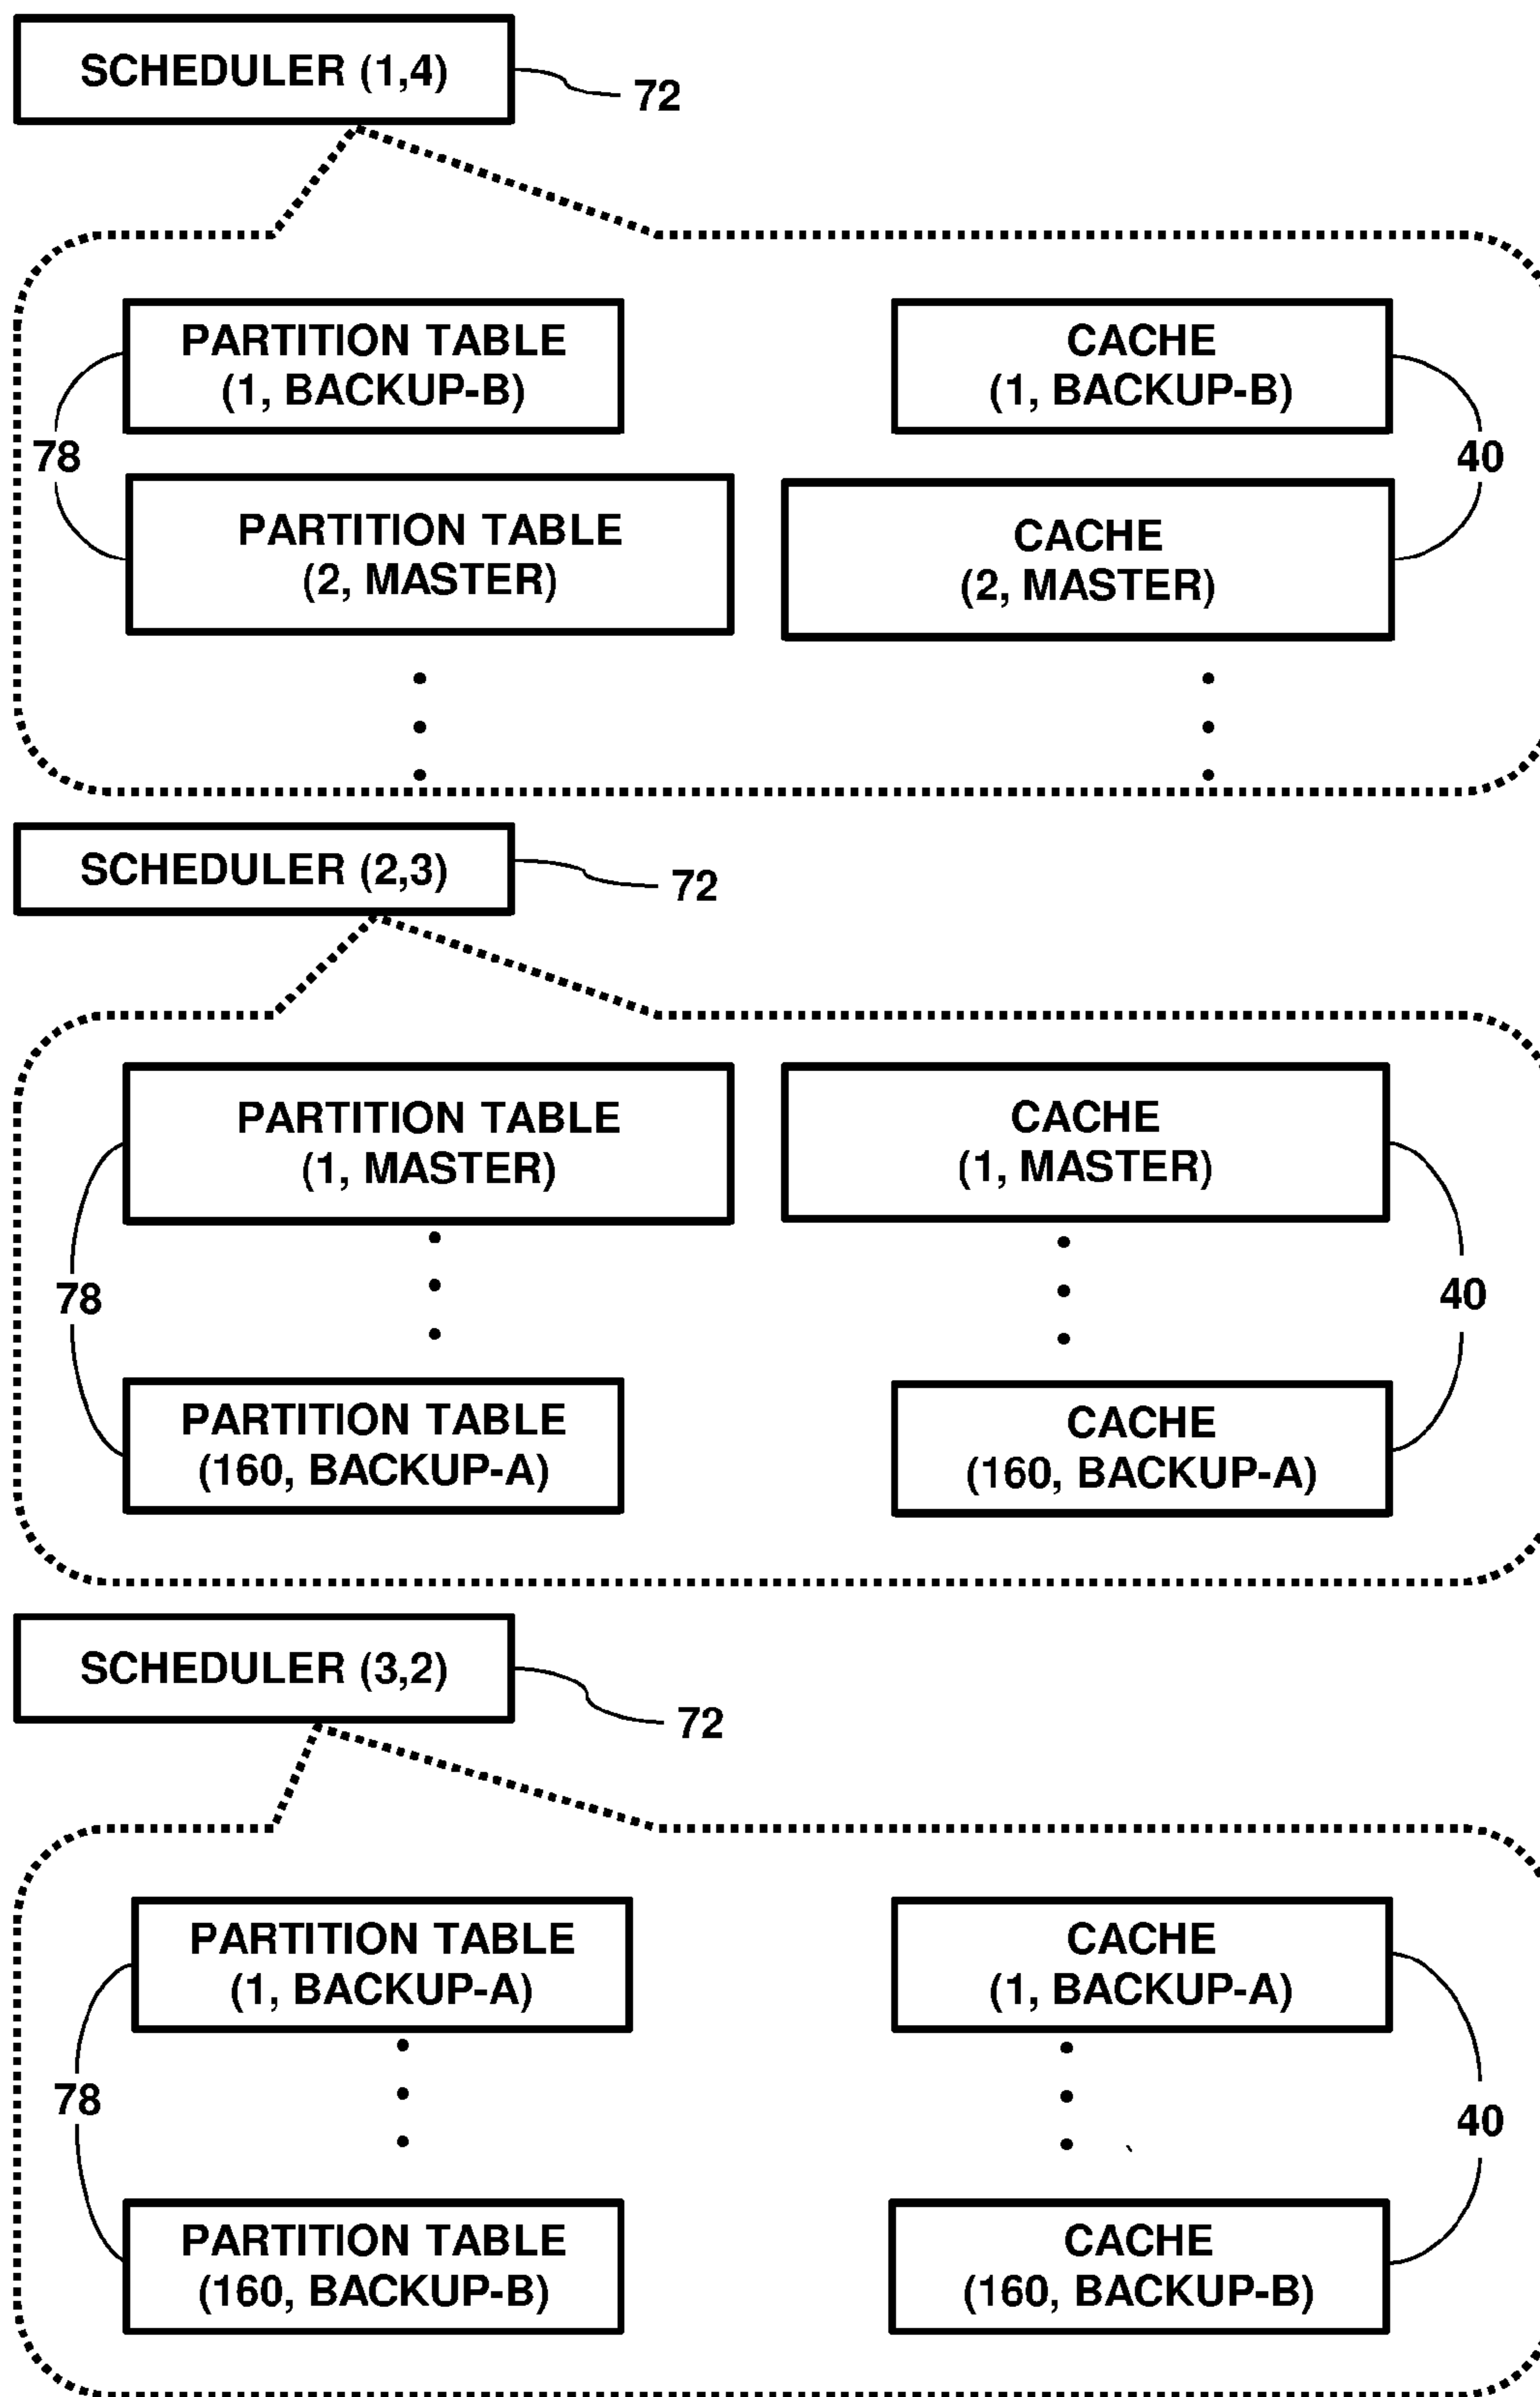 SCHEDULER (1,4)
72
PARTITION TABLE
(1, BACKUP-B)
CACHE
(1, BACKUP-B)
78
40
PARTITION TABLE
(2, MASTER)
CACHE
(2, MASTER)
SCHEDULER (2,3)
72
PARTITION TABLE
(1, MASTER)
CACHE
(1, MASTER)
78
40
PARTITION TABLE
(160, BACKUP-A)
CACHE
(160, BACKUP-A)
SCHEDULER (3,2)
72
PARTITION TABLE
(1, BACKUP-A)
CACHE
(1, BACKUP-A)
78
40
PARTITION TABLE
(160, BACKUP-B)
CACHE
(160, BACKUP-B)